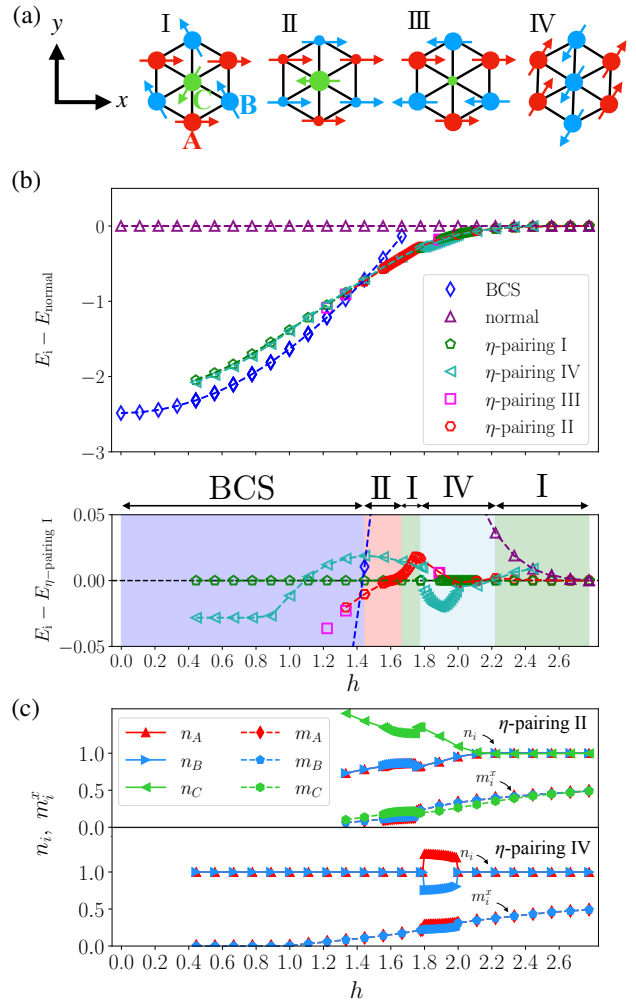 (a)
y
x
I II III IV
C
B
A
(b)
0
−1
−2
−3
E_i − E_normal
BCS
normal
η-pairing I
η-pairing IV
η-pairing III
η-pairing II
BCS II I IV I
0.05
0.00
−0.05
E_i − E_η−pairing I
0.0 0.2 0.4 0.6 0.8 1.0 1.2 1.4 1.6 1.8 2.0 2.2 2.4 2.6
h
(c)
n_A m_A
n_B m_B
n_C m_C
n_i η-pairing II
m_i^x
1.0
0.5
0.0
n_i, m_i^x
n_i η-pairing IV
m_i^x
1.0
0.5
0.0
0.0 0.2 0.4 0.6 0.8 1.0 1.2 1.4 1.6 1.8 2.0 2.2 2.4 2.6
h